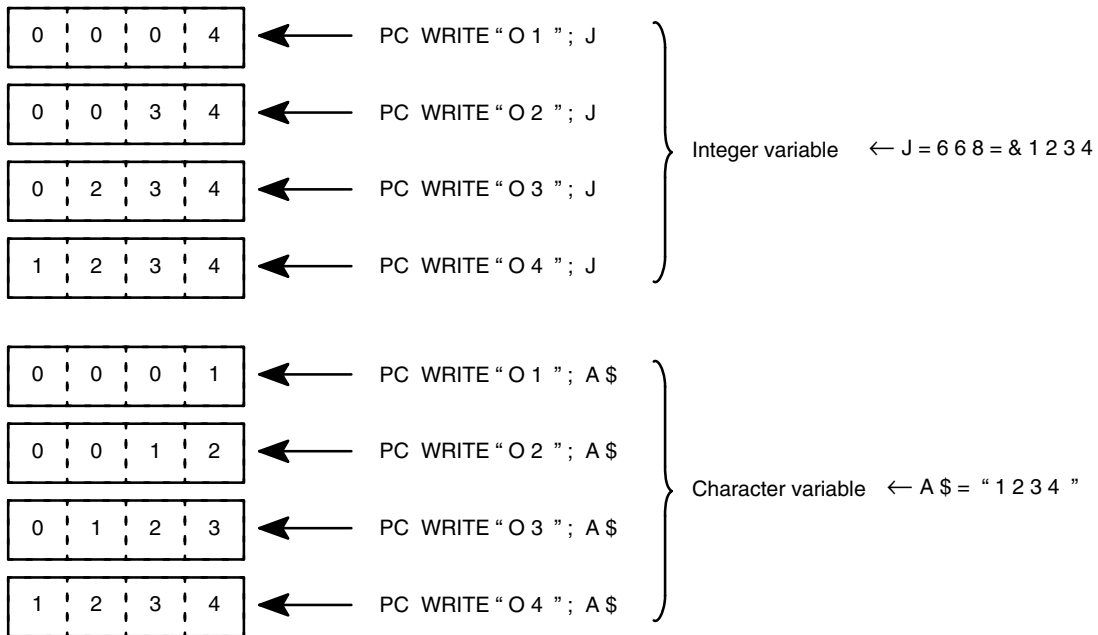 0 0 0 4 PC WRITE “ O 1 ” ; J
0 0 3 4 PC WRITE “ O 2 ” ; J
Integer variable ← J = 6 6 8 = & 1 2 3 4
0 2 3 4 PC WRITE “ O 3 ” ; J
1 2 3 4 PC WRITE “ O 4 ” ; J
0 0 0 1 PC WRITE “ O 1 ” ; A $
0 0 1 2 PC WRITE “ O 2 ” ; A $
Character variable ← A $ = “ 1 2 3 4 ”
0 1 2 3 PC WRITE “ O 3 ” ; A $
1 2 3 4 PC WRITE “ O 4 ” ; A $